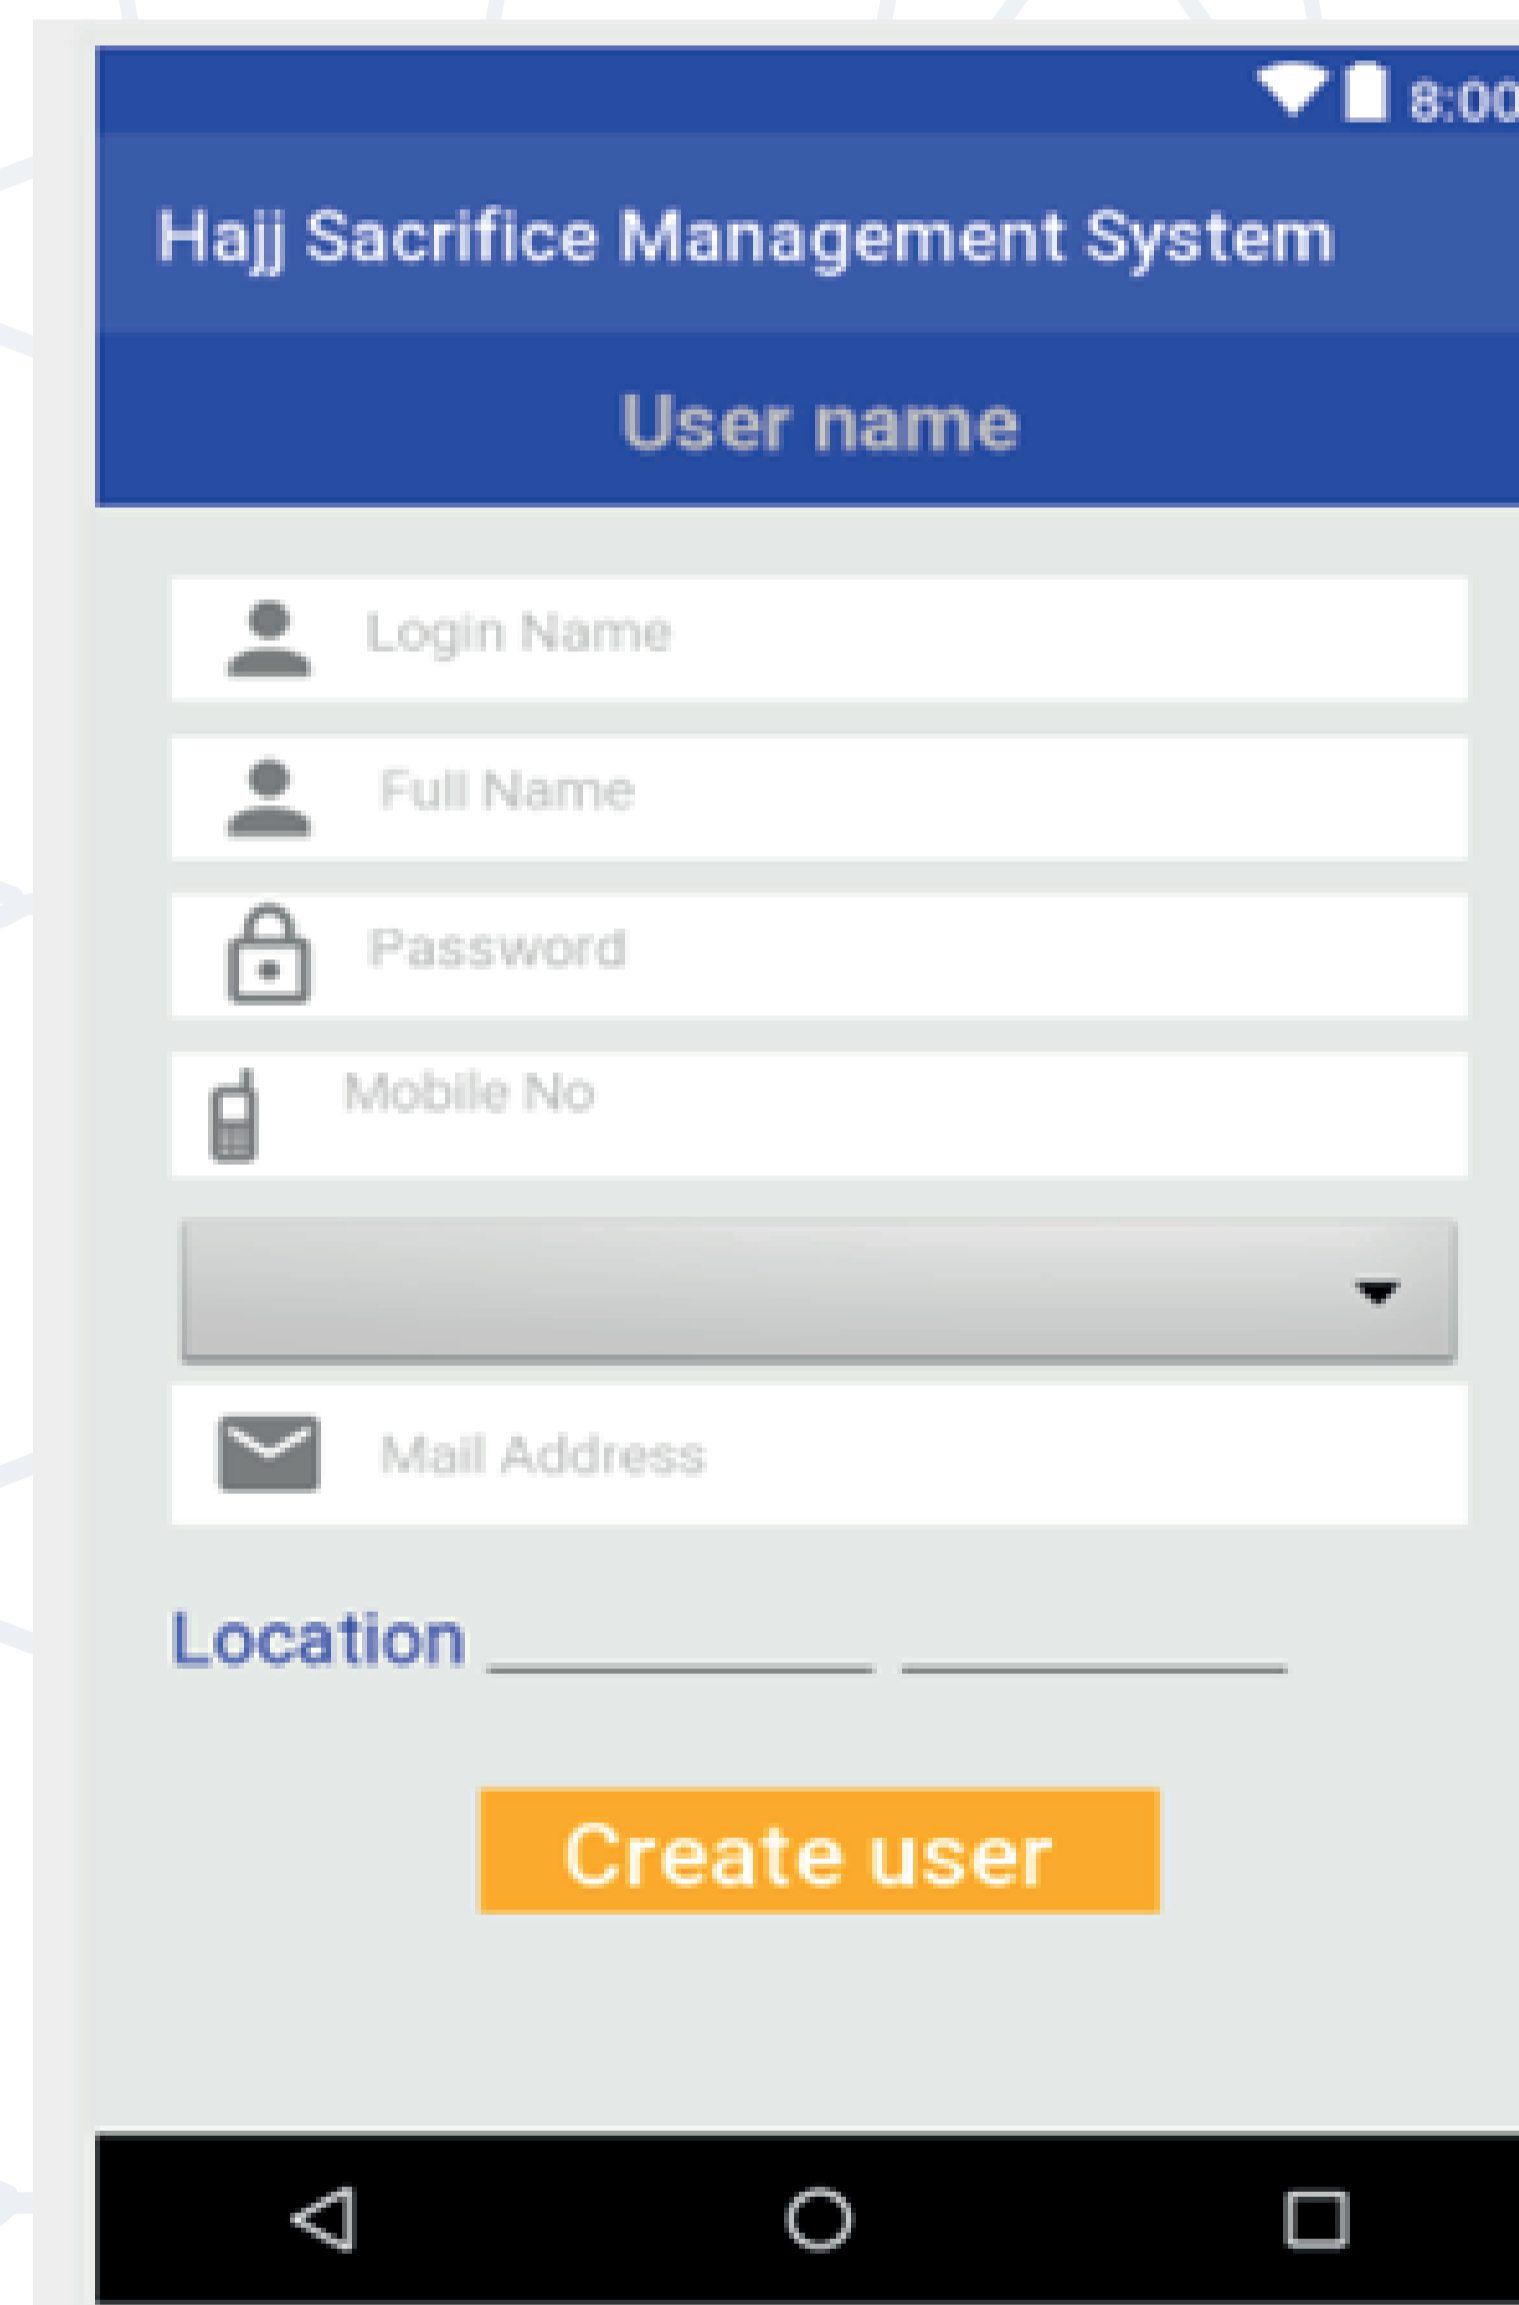 8:00
Hajj Sacrifice Management System
User name
Login Name
Full Name
Password
Mobile No
Mail Address
Location
Create user